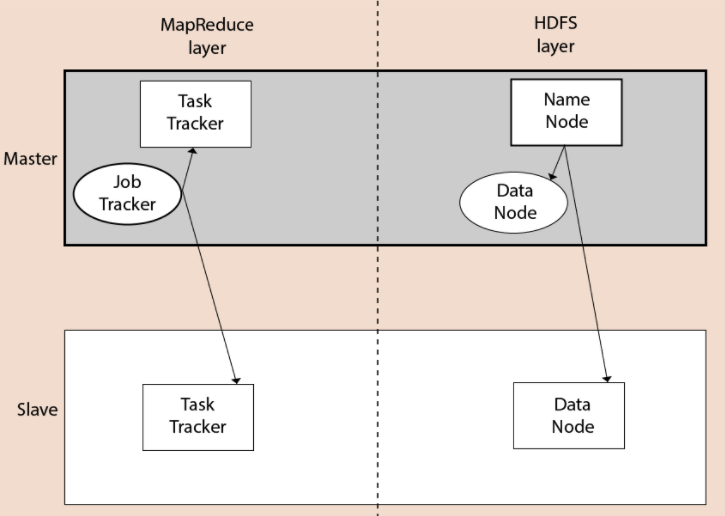 MapReduce
layer
HDFS
layer
Master
Task
Tracker
Job
Tracker
Name
Node
Data
Node
Slave
Task
Tracker
Data
Node